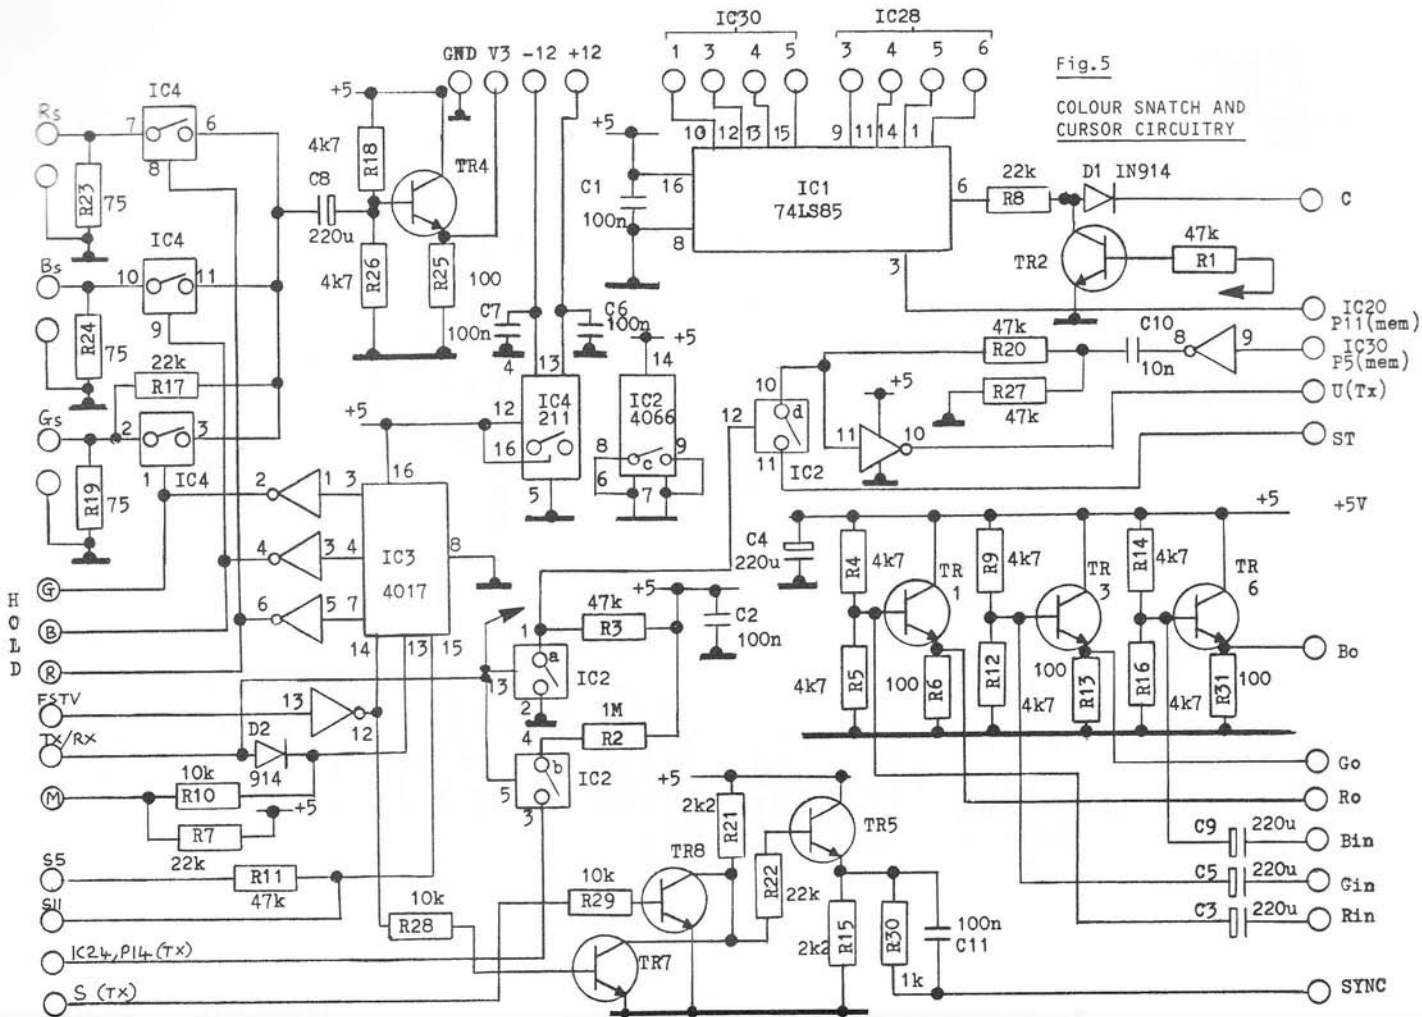 IC30
IC28
1 3 4 5
3 4 5 6
GND V3 -12 +12
Fig.5
COLOUR SNATCH AND
CURSOR CIRCUITRY
Rs
IC4
7
6
8
R23
75
+5
4k7
R18
C8
220u
TR4
4k7
R26
R25
100
+5
C1
100n
10 12 13 15
9 11 14 1
16
8
IC1
74LS85
6
3
22k
R8
D1 IN914
C
TR2
47k
R1
IC20
P11(mem)
Bs
IC4
10
11
9
R24
75
22k
R17
C7
100n
4
13
C6
100n
+5
14
47k
R20
C10
10n
8
9
IC30
P5(mem)
R27
47k
U(Tx)
Gs
2
3
1
IC4
R19
75
+5
12
IC4
211
16
5
IC2
4066
8
c
9
6
7
10
12
d
11
IC2
+5
11
10
ST
2
1
3
16
4
3
4
IC3
4017
8
6
5
7
14
13
15
HOLD
G
B
R
+5
+5V
C4
220u
R4
4k7
R5
4k7
TR
1
100
R6
R9
4k7
R12
4k7
TR
3
100
R13
R14
4k7
R16
4k7
TR
6
R31
100
Bo
+5
C2
100n
47k
R3
1
a
13
2
IC2
1M
R2
4
b
5
3
IC2
FSTV
13
12
TX/RX
D2
914
M
10k
R10
+5
R7
22k
S5
R11
47k
S11
10k
R28
IC24,P14(TX)
S (TX)
+5
2k2
R21
TR8
10k
R29
TR7
R22
22k
TR5
2k2
R15
R30
1k
100n
C11
Go
Ro
C9
220u
Bin
C5
220u
Gin
C3
220u
Rin
SYNC